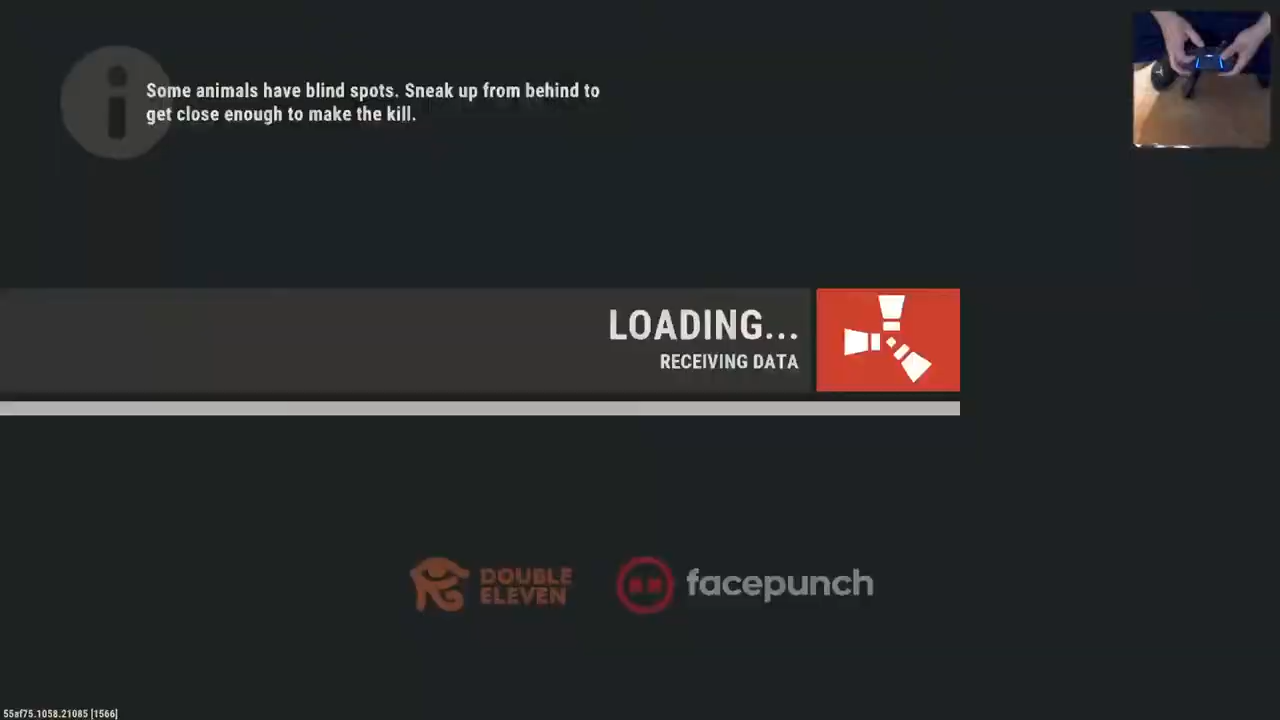 Some animals have blind spots. Sneak up from behind to
get close enough to make the kill.
LOADING...
RECEIVING DATA
DOUBLE
ELEVEN
facepunch
55af75.1058.21085 [1566]